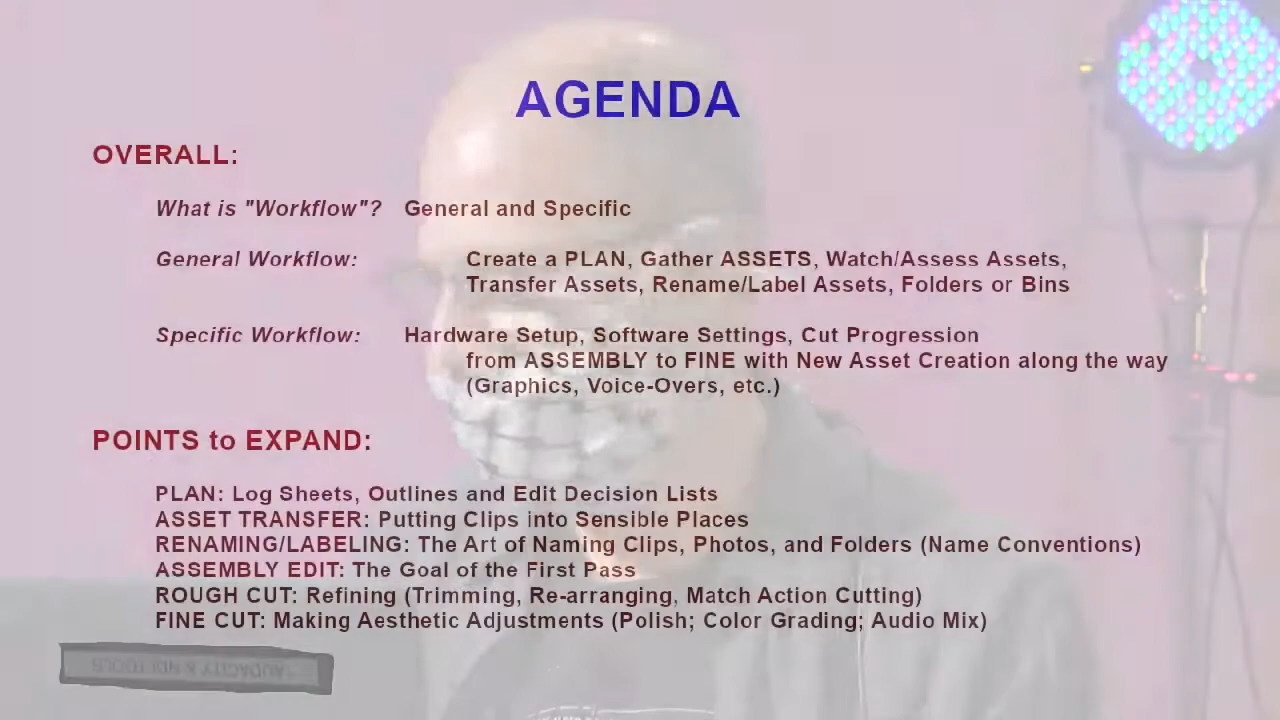 AGENDA
OVERALL:
What is "Workflow"? General and Specific
General Workflow: Create a PLAN, Gather ASSETS, Watch/Assess Assets,
Transfer Assets, Rename/Label Assets, Folders or Bins
Specific Workflow: Hardware Setup, Software Settings, Cut Progression
from ASSEMBLY to FINE with New Asset Creation along the way
(Graphics, Voice-Overs, etc.)
POINTS to EXPAND:
PLAN: Log Sheets, Outlines and Edit Decision Lists
ASSET TRANSFER: Putting Clips into Sensible Places
RENAMING/LABELING: The Art of Naming Clips, Photos, and Folders (Name Conventions)
ASSEMBLY EDIT: The Goal of the First Pass
ROUGH CUT: Refining (Trimming, Re-arranging, Match Action Cutting)
FINE CUT: Making Aesthetic Adjustments (Polish; Color Grading; Audio Mix)
AUDACITY & NDI TOOLS